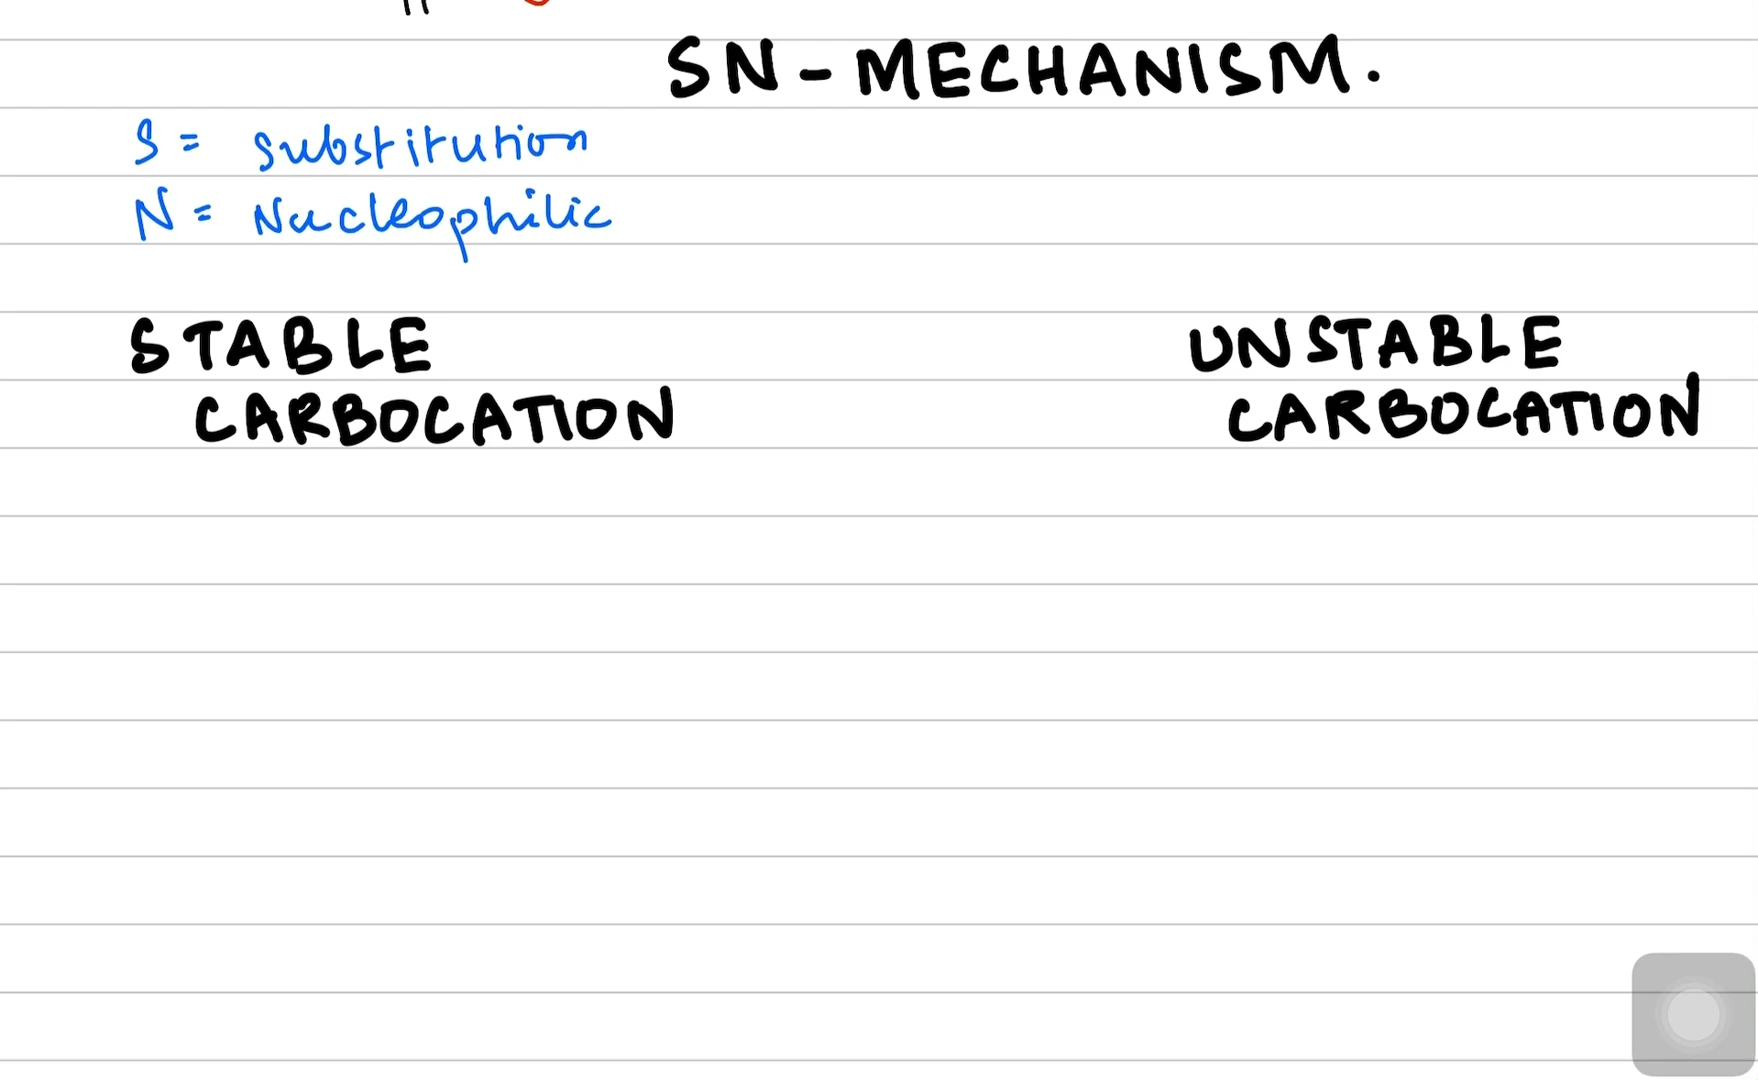 SN-MECHANISM.
S = substitution
N = Nucleophilic
STABLE
CARBOCATION
UNSTABLE
CARBOCATION